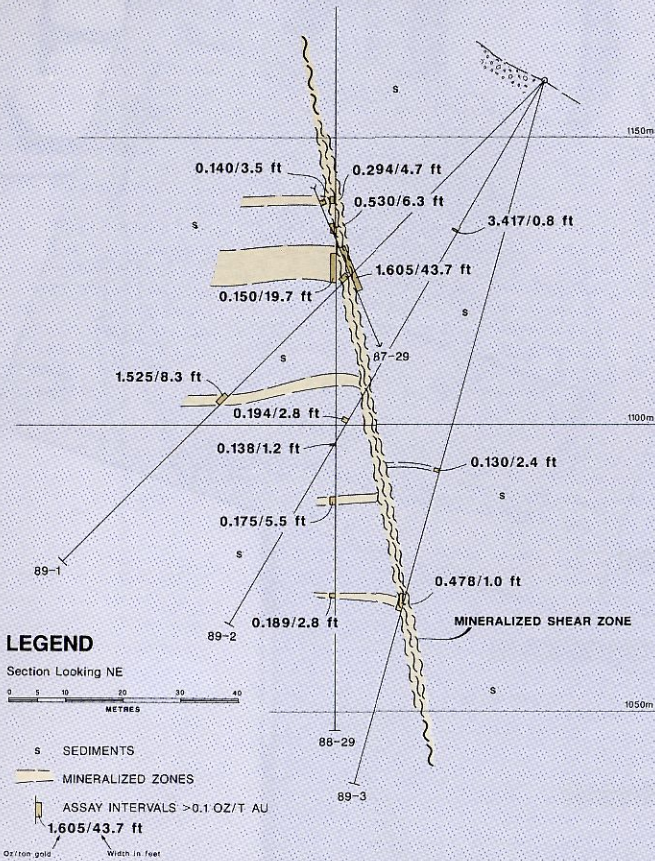 S
1150m
0.140/3.5 ft
0.294/4.7 ft
0.530/6.3 ft
3.417/0.8 ft
S
1.605/43.7 ft
0.150/19.7 ft
S
87-29
S
1.525/8.3 ft
0.194/2.8 ft
1100m
0.138/1.2 ft
0.130/2.4 ft
S
0.175/5.5 ft
S
89-1
0.478/1.0 ft
0.189/2.8 ft
MINERALIZED SHEAR ZONE
89-2
LEGEND
Section Looking NE
0 5 10 20 30 40
METRES
S
1050m
88-29
89-3
S SEDIMENTS
MINERALIZED ZONES
ASSAY INTERVALS >0.1 OZ/T AU
1.605/43.7 ft
Oz/ton gold
Width in feet